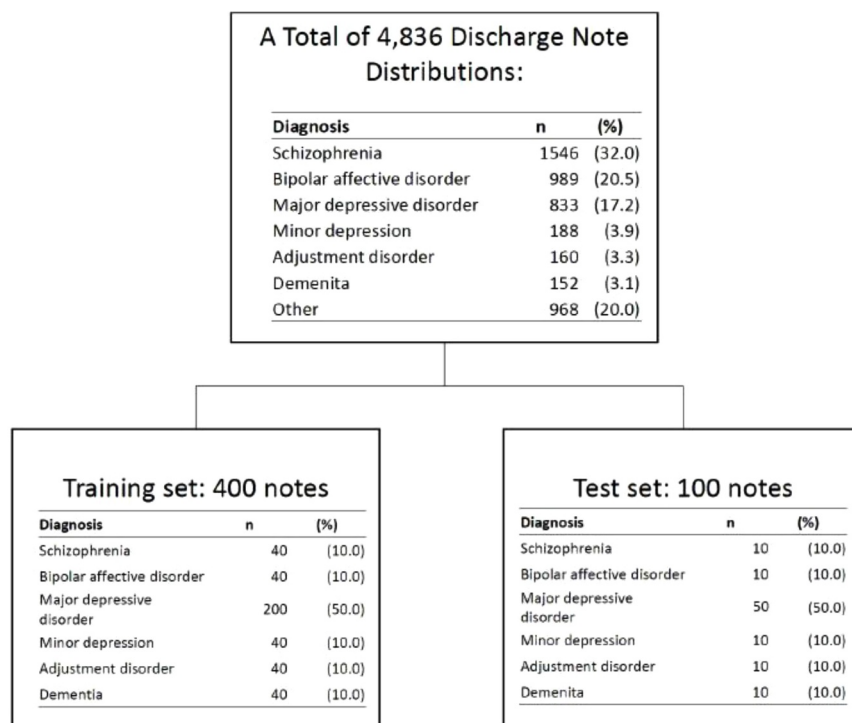 A Total of 4,836 Discharge Note
Distributions:
Diagnosis n (%)
Schizophrenia 1546 (32.0)
Bipolar affective disorder 989 (20.5)
Major depressive disorder 833 (17.2)
Minor depression 188 (3.9)
Adjustment disorder 160 (3.3)
Demenita 152 (3.1)
Other 968 (20.0)
Training set: 400 notes
Diagnosis n (%)
Schizophrenia 40 (10.0)
Bipolar affective disorder 40 (10.0)
Major depressive
disorder 200 (50.0)
Minor depression 40 (10.0)
Adjustment disorder 40 (10.0)
Dementia 40 (10.0)
Test set: 100 notes
Diagnosis n (%)
Schizophrenia 10 (10.0)
Bipolar affective disorder 10 (10.0)
Major depressive
disorder 50 (50.0)
Minor depression 10 (10.0)
Adjustment disorder 10 (10.0)
Demenita 10 (10.0)